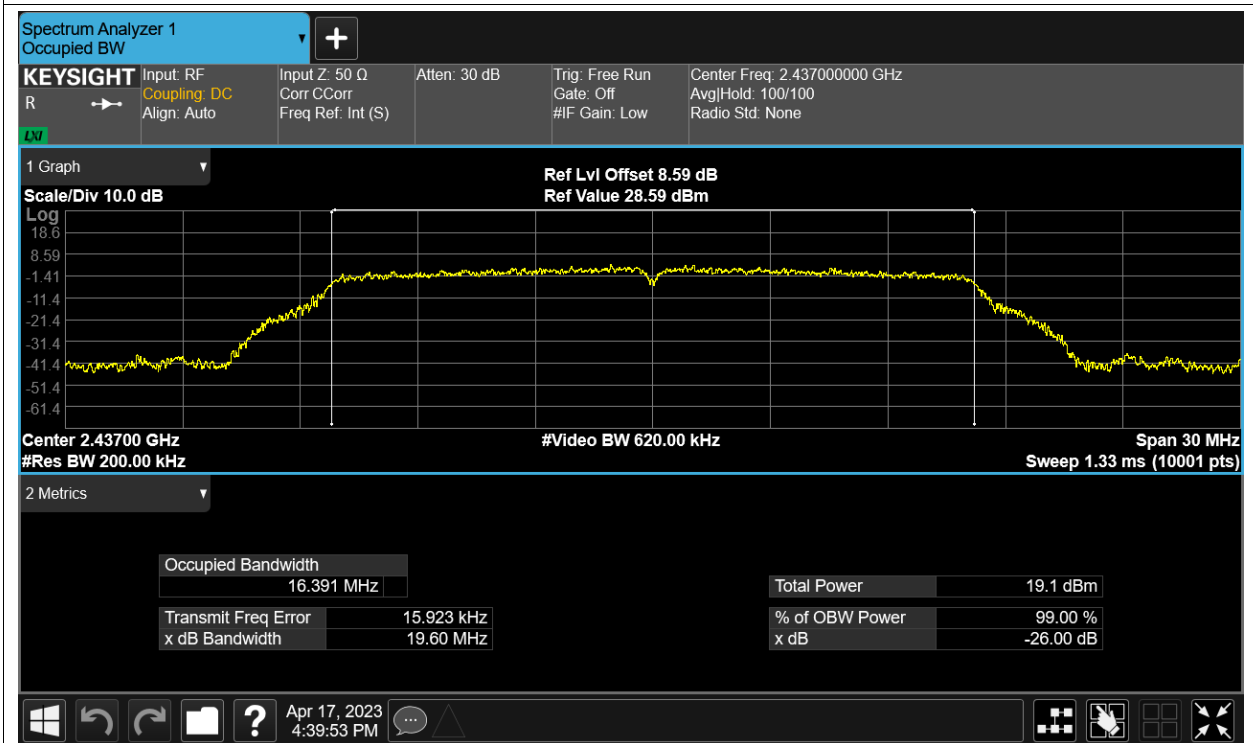 Spectrum Analyzer 1
Occupied BW
KEYSIGHT
R
LXI
Input: RF
Coupling: DC
Align: Auto
Input Z: 50 Ω
Corr CCorr
Freq Ref: Int (S)
Atten: 30 dB
Trig: Free Run
Gate: Off
#IF Gain: Low
Center Freq: 2.437000000 GHz
Avg|Hold: 100/100
Radio Std: None
1 Graph
Scale/Div 10.0 dB
Ref Lvl Offset 8.59 dB
Ref Value 28.59 dBm
Log
18.6
8.59
-1.41
-11.4
-21.4
-31.4
-41.4
-51.4
-61.4
Center 2.43700 GHz
#Video BW 620.00 kHz
Span 30 MHz
#Res BW 200.00 kHz
Sweep 1.33 ms (10001 pts)
2 Metrics
Occupied Bandwidth
16.391 MHz
Total Power 19.1 dBm
Transmit Freq Error 15.923 kHz
% of OBW Power 99.00 %
x dB Bandwidth 19.60 MHz
x dB -26.00 dB
?
Apr 17, 2023
4:39:53 PM